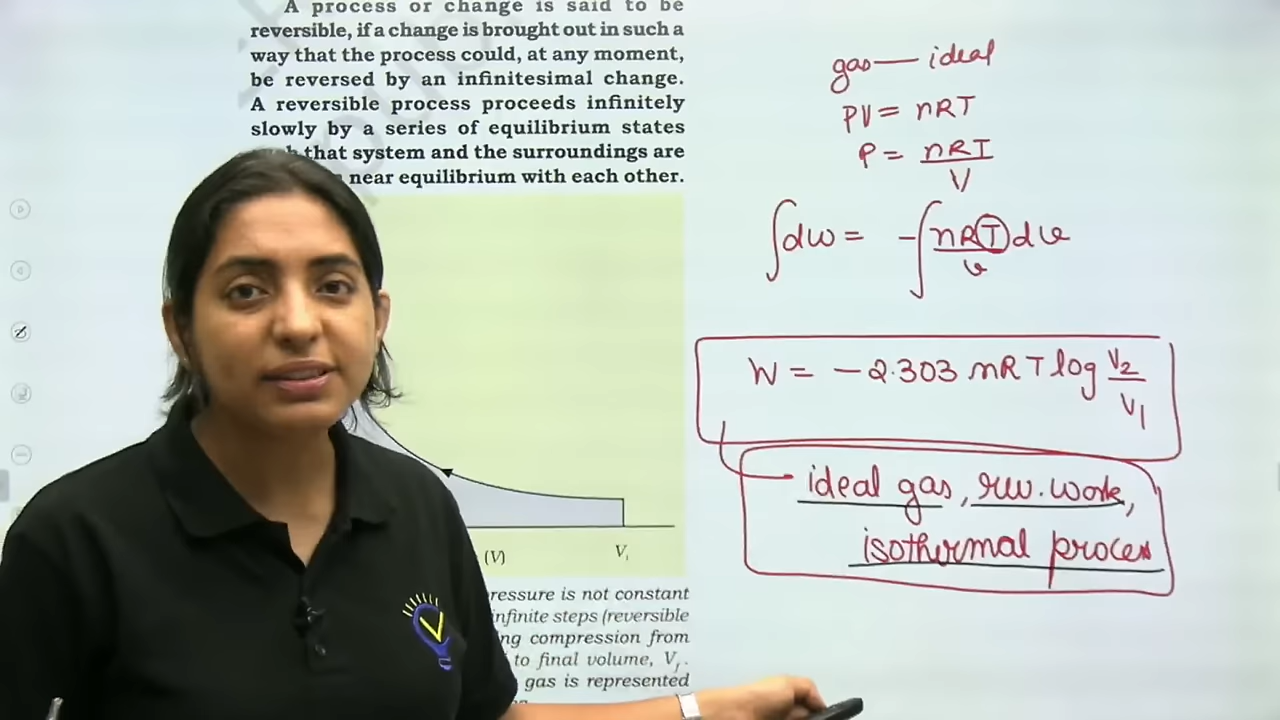 A process or change is said to be
reversible, if a change is brought out in such a
way that the process could, at any moment,
be reversed by an infinitesimal change.
A reversible process proceeds infinitely
slowly by a series of equilibrium states
that system and the surroundings are
near equilibrium with each other.
(V)
Vᵢ
ressure is not constant
nfinite steps (reversible
ng compression from
to final volume, V_f.
gas is represented
gas — ideal
PV = nRT
P = nRT/V
∫dw = -∫nRT/v dv
W = -2.303 nRT log V₂/V₁
ideal gas, rev. work,
isothermal process
V